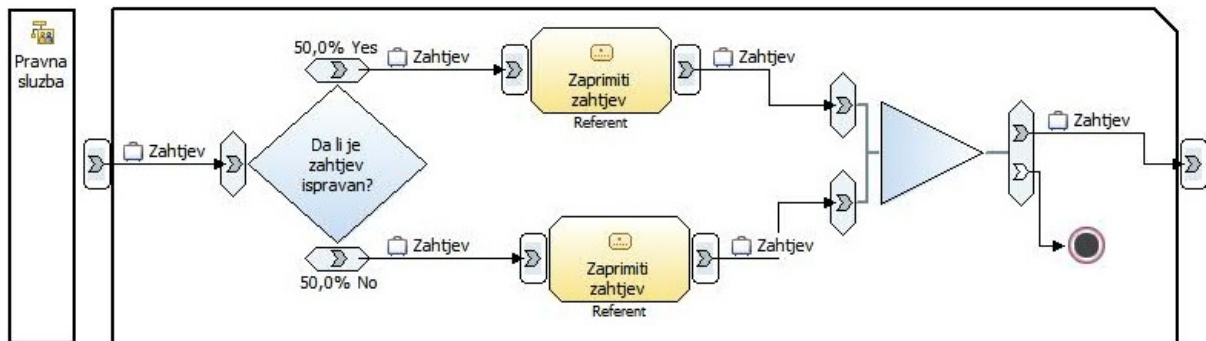 Pravna
sluzba
Zahtjev
Da li je
zahtjev
ispravan?
50,0% Yes
Zahtjev
Zaprimiti
zahtjev
Referent
Zahtjev
50,0% No
Zahtjev
Zaprimiti
zahtjev
Referent
Zahtjev
Zahtjev